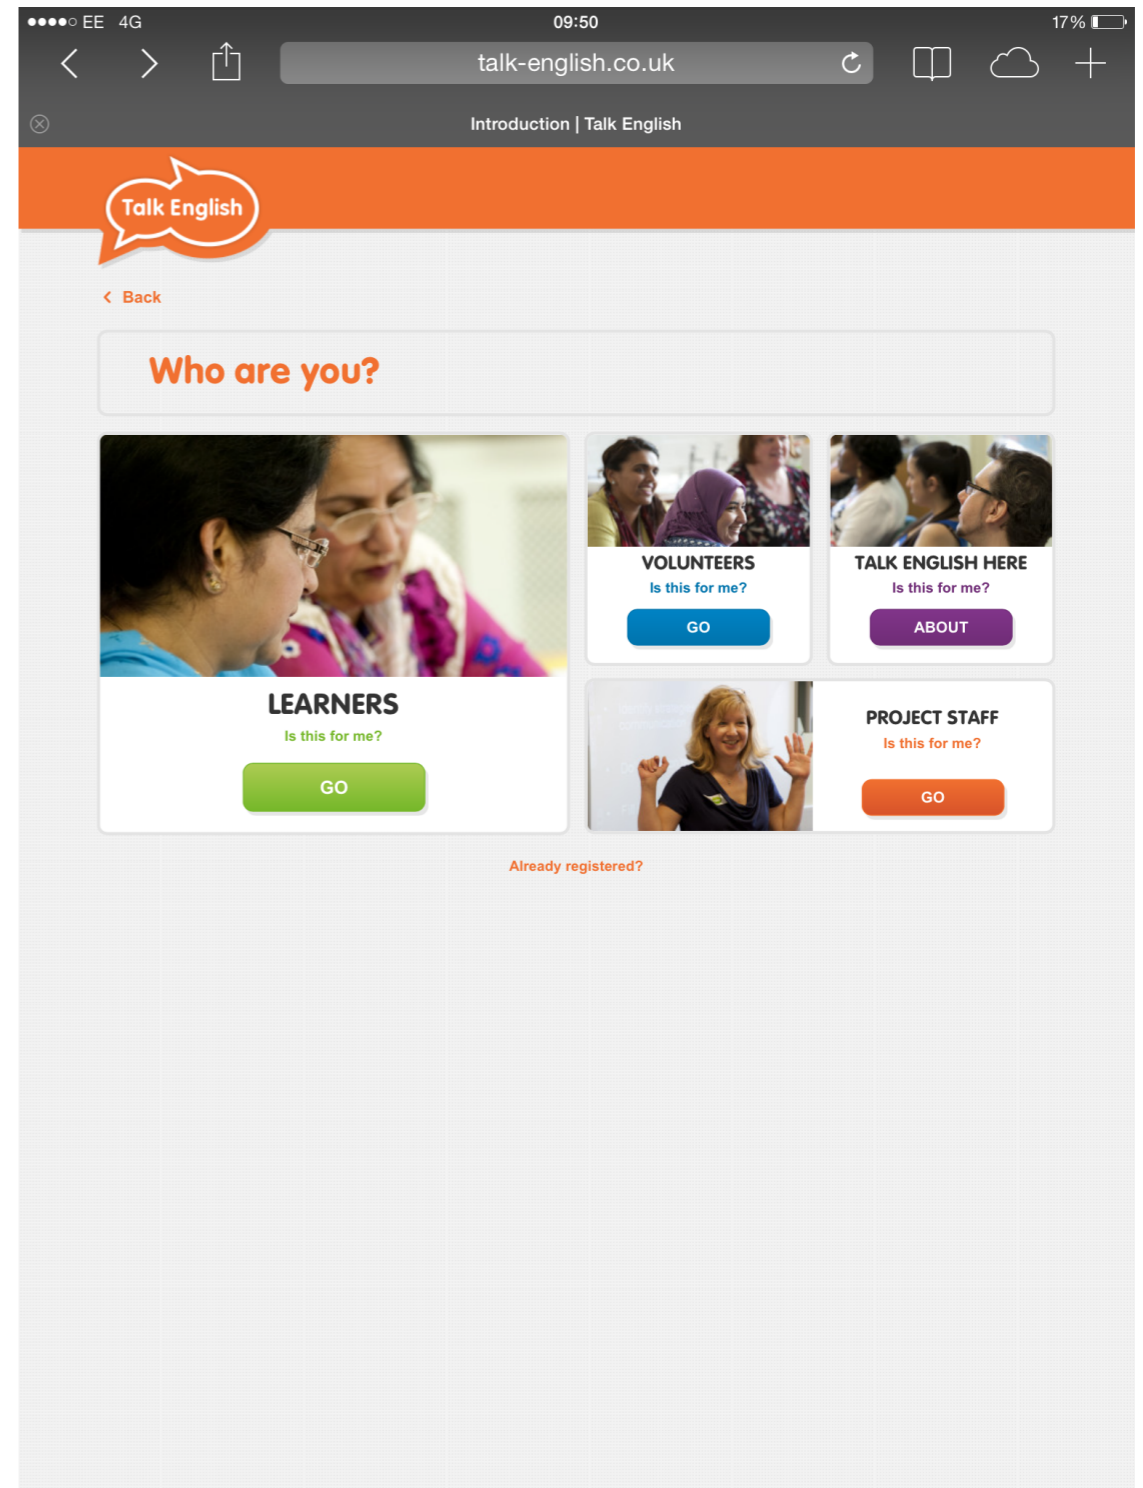 EE 4G 09:50 17%
talk-english.co.uk
Introduction | Talk English
Talk English
Back
Who are you?
LEARNERS
Is this for me?
GO
VOLUNTEERS
Is this for me?
GO
TALK ENGLISH HERE
Is this for me?
ABOUT
PROJECT STAFF
Is this for me?
GO
Already registered?